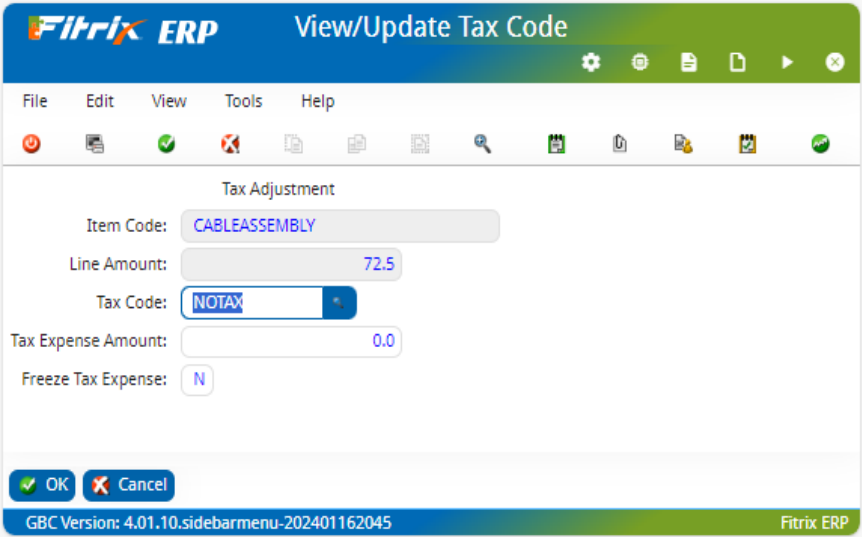 Fitrix ERP View/Update Tax Code
File Edit View Tools Help
Tax Adjustment
Item Code: CABLEASSEMBLY
Line Amount: 72.5
Tax Code: NOTAX
Tax Expense Amount: 0.0
Freeze Tax Expense: N
OK Cancel
GBC Version: 4.01.10.sidebarmenu-202401162045 Fitrix ERP